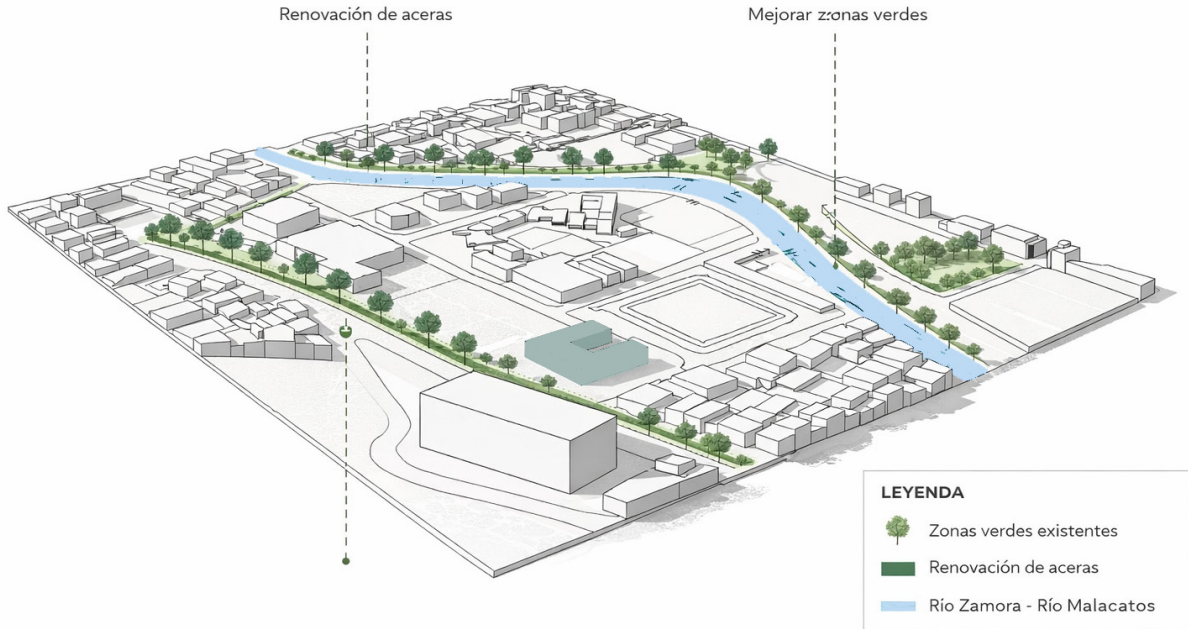 Renovación de aceras
Mejorar zonas verdes
LEYENDA
Zonas verdes existentes
Renovación de aceras
Río Zamora - Río Malacatos